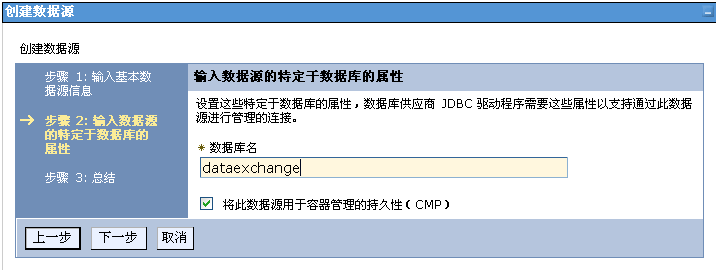 创建数据源
创建数据源
步骤 1: 输入基本数
据源信息
步骤 2: 输入数据源
的特定于数据库的
属性
步骤 3: 总结
输入数据源的特定于数据库的属性
设置这些特定于数据库的属性，数据库供应商 JDBC 驱动程序需要这些属性以支持通过此数据
源进行管理的连接。
* 数据库名
dataexchange
将此数据源用于容器管理的持久性（CMP）
上一步 下一步 取消